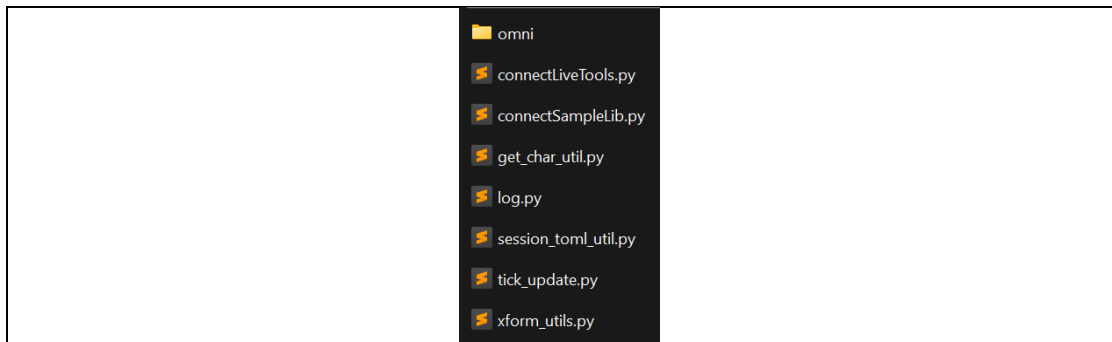 omni
connectLiveTools.py
connectSampleLib.py
get_char_util.py
log.py
session_toml_util.py
tick_update.py
xform_utils.py